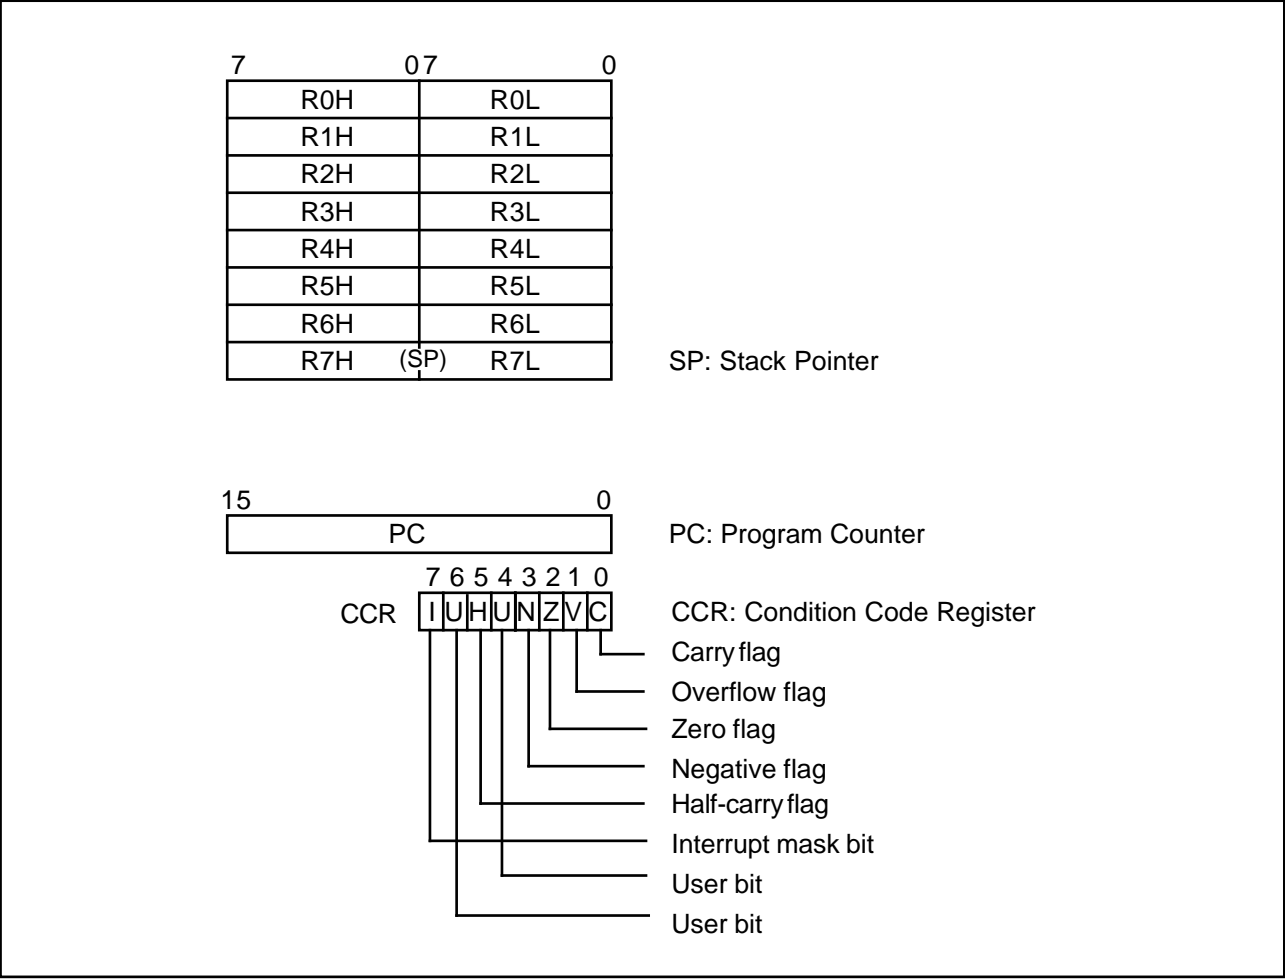 7 0 7 0
R0H R0L
R1H R1L
R2H R2L
R3H R3L
R4H R4L
R5H R5L
R6H R6L
R7H (SP) R7L SP: Stack Pointer
15 0
PC PC: Program Counter
7 6 5 4 3 2 1 0
CCR I U H U N Z V C CCR: Condition Code Register
Carry flag
Overflow flag
Zero flag
Negative flag
Half-carry flag
Interrupt mask bit
User bit
User bit